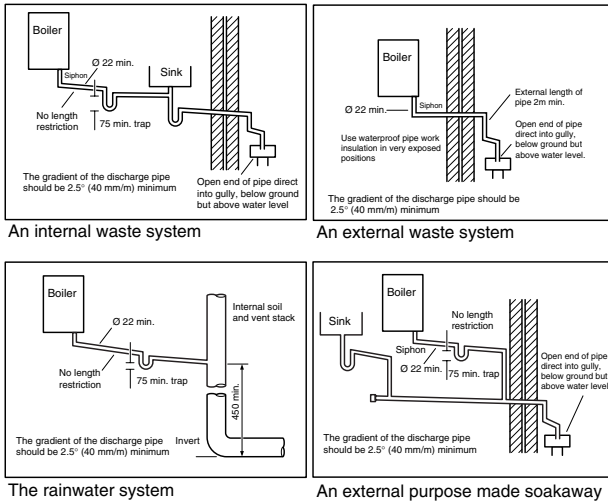 Boiler
Ø 22 min.
Siphon
Sink
No length
restriction
75 min. trap
The gradient of the discharge pipe
should be 2.5° (40 mm/m) minimum
Open end of pipe direct
into gully, below ground
but above water level
An internal waste system
Boiler
Ø 22 min.
Siphon
External length of
pipe 2m min.
Open end of pipe
direct into gully,
below ground but
above water level.
Use waterproof pipe work
insulation in very exposed
positions
The gradient of the discharge pipe should be
2.5° (40 mm/m) minimum
An external waste system
Boiler
Ø 22 min.
Internal soil
and vent stack
No length
restriction
75 min. trap
450 min.
The gradient of the discharge pipe
should be 2.5° (40 mm/m) minimum
Invert
The rainwater system
Sink
Boiler
No length
restriction
Siphon
Ø 22 min.
75 min. trap
Open end of pipe
direct into gully,
below ground but
above water level
The gradient of the discharge pipe
should be 2.5° (40 mm/m) minimum
An external purpose made soakaway